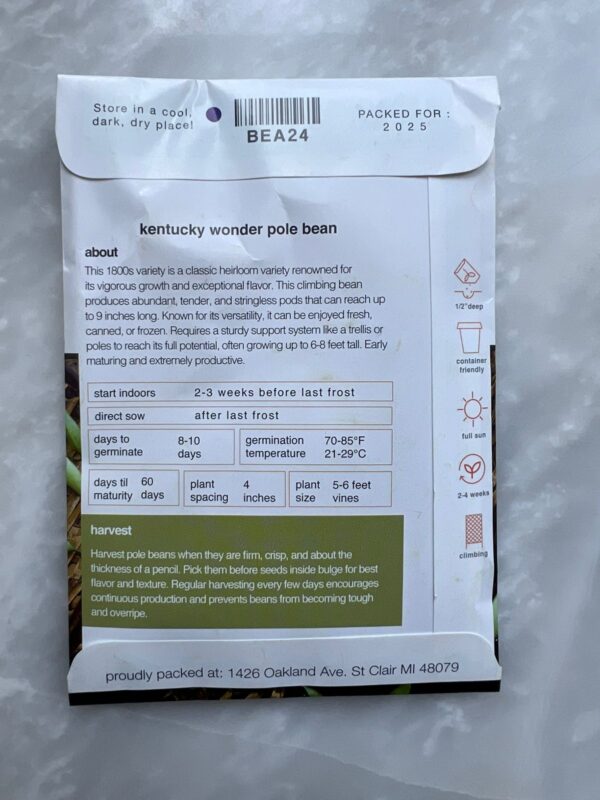 Store in a cool,
dark, dry place!
BEA24
PACKED FOR :
2025
kentucky wonder pole bean
about
This 1800s variety is a classic heirloom variety renowned for
its vigorous growth and exceptional flavor. This climbing bean
produces abundant, tender, and stringless pods that can reach up
to 9 inches long. Known for its versatility, it can be enjoyed fresh,
canned, or frozen. Requires a sturdy support system like a trellis or
poles to reach its full potential, often growing up to 6-8 feet tall. Early
maturing and extremely productive.
start indoors 2-3 weeks before last frost
direct sow after last frost
days to 8-10
germinate days
germination 70-85°F
temperature 21-29°C
days til 60
maturity days
plant 4
spacing inches
plant 5-6 feet
size vines
harvest
Harvest pole beans when they are firm, crisp, and about the
thickness of a pencil. Pick them before seeds inside bulge for best
flavor and texture. Regular harvesting every few days encourages
continuous production and prevents beans from becoming tough
and overripe.
1/2" deep
container
friendly
full sun
2-4 weeks
climbing
proudly packed at: 1426 Oakland Ave. St Clair MI 48079